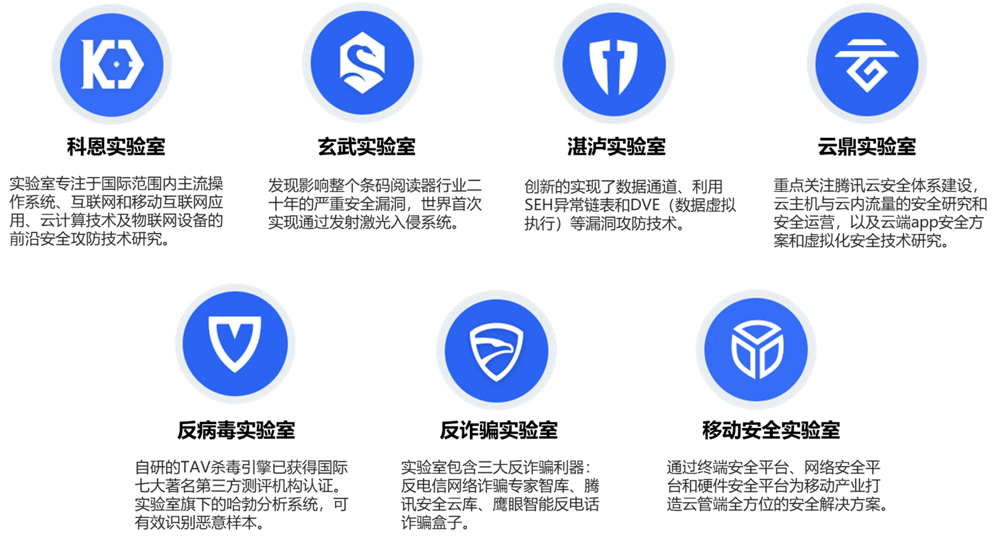 科恩实验室
实验室专注于国际范围内主流操
作系统、互联网和移动互联网应
用、云计算技术及物联网设备的
前沿安全攻防技术研究。
玄武实验室
发现影响整个条码阅读器行业二
十年的严重安全漏洞，世界首次
实现通过发射激光入侵系统。
湛泸实验室
创新的实现了数据通道、利用
SEH异常链表和DVE（数据虚拟
执行）等漏洞攻防技术。
云鼎实验室
重点关注腾讯云安全体系建设，
云主机与云内流量的安全研究和
安全运营，以及云端app安全方
案和虚拟化安全技术研究。
反病毒实验室
自研的TAV杀毒引擎已获得国际
七大著名第三方测评机构认证。
实验室旗下的哈勃分析系统，可
有效识别恶意样本。
反诈骗实验室
实验室包含三大反诈骗利器：
反电信网络诈骗专家智库、腾
讯安全云库、鹰眼智能反电话
诈骗盒子。
移动安全实验室
通过终端安全平台、网络安全平
台和硬件安全平台为移动产业打
造云管端全方位的安全解决方案。